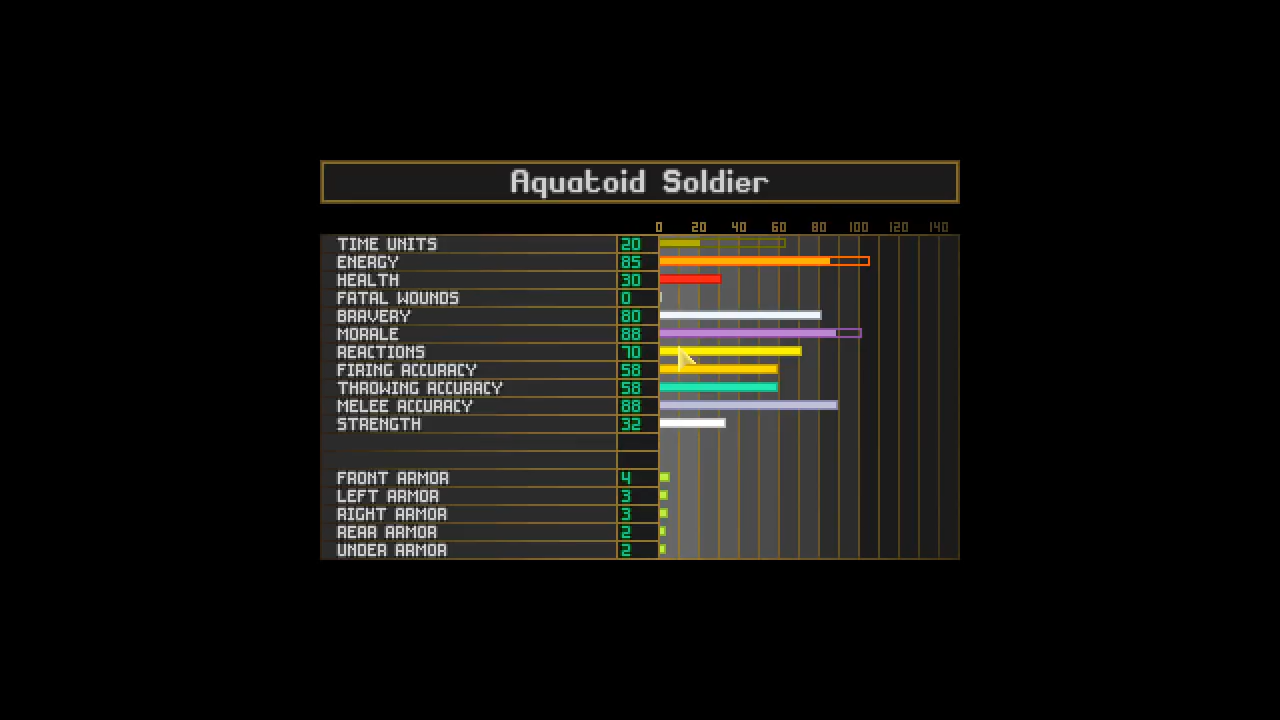 Aquatoid Soldier
0 20 40 60 80 100 120 140
TIME UNITS 20
ENERGY 85
HEALTH 30
FATAL WOUNDS 0
BRAVERY 80
MORALE 88
REACTIONS 70
FIRING ACCURACY 58
THROWING ACCURACY 58
MELEE ACCURACY 88
STRENGTH 32
FRONT ARMOR 4
LEFT ARMOR 3
RIGHT ARMOR 3
REAR ARMOR 2
UNDER ARMOR 2